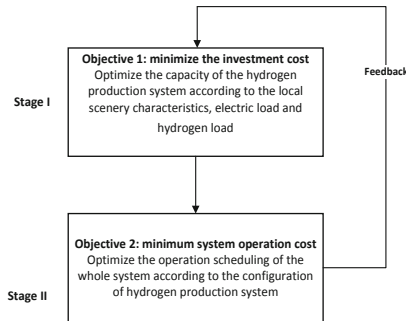 Objective 1: minimize the investment cost
Optimize the capacity of the hydrogen
production system according to the local
scenery characteristics, electric load and
hydrogen load
Feedback
Stage I
Objective 2: minimum system operation cost
Optimize the operation scheduling of the
whole system according to the configuration
of hydrogen production system
Stage II